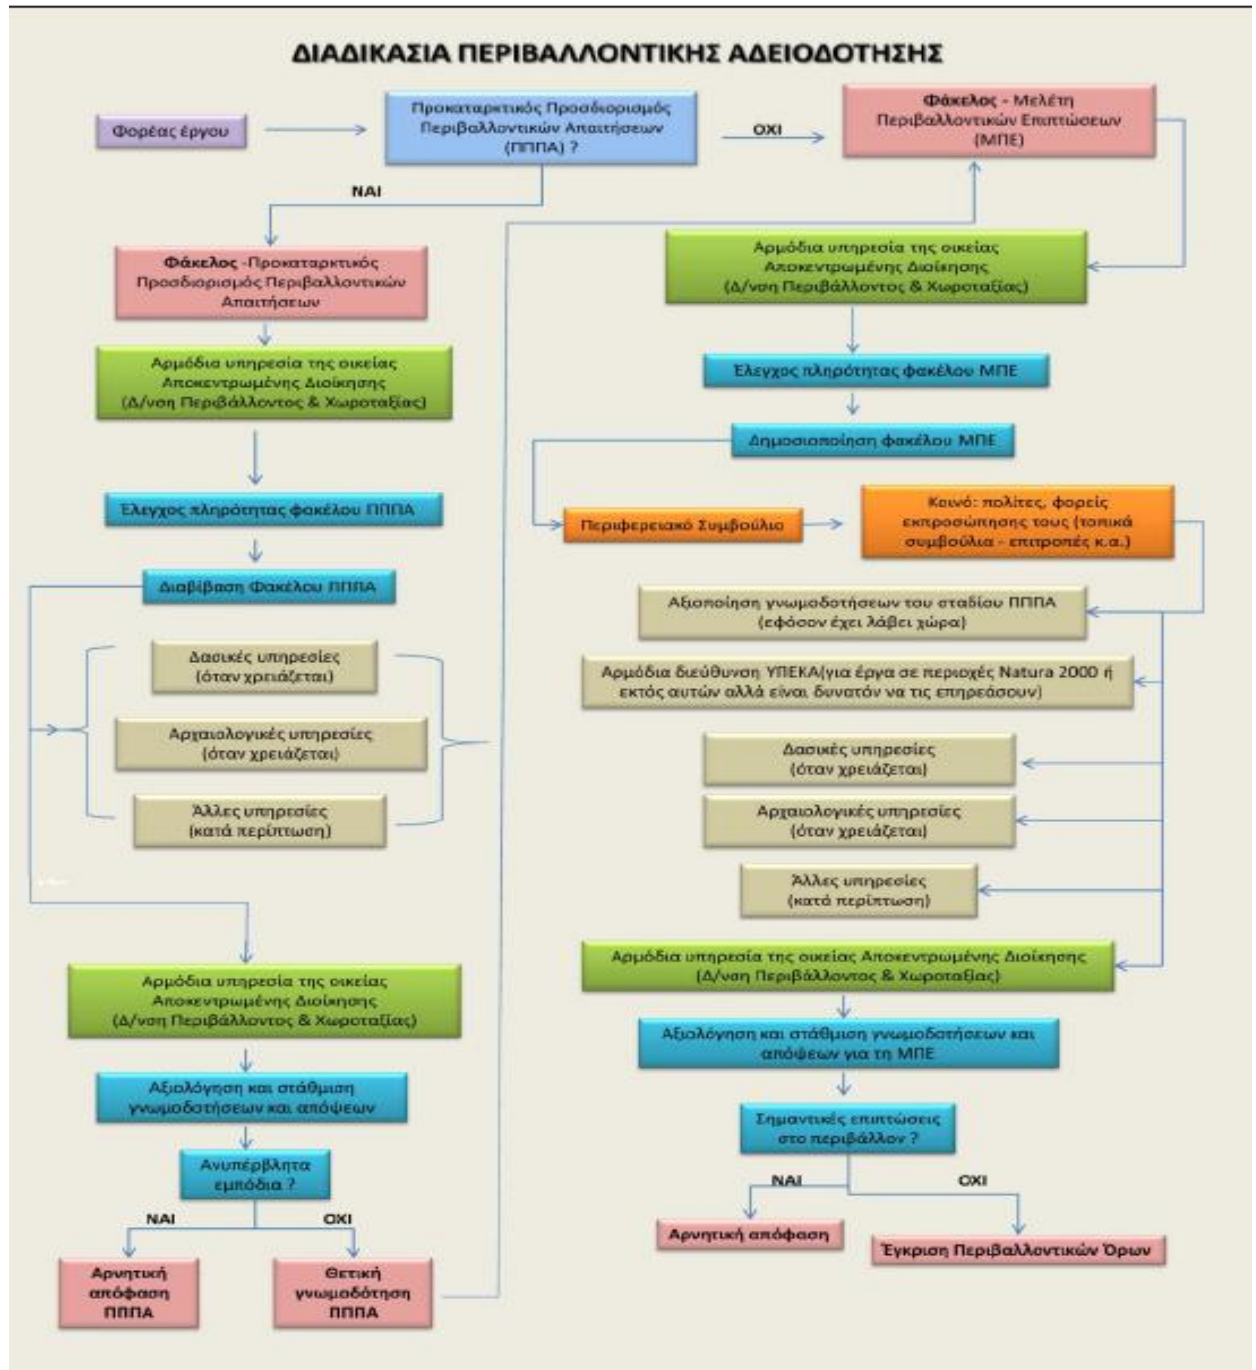 ΔΙΑΔΙΚΑΣΙΑ ΠΕΡΙΒΑΛΛΟΝΤΙΚΗΣ ΑΔΕΙΟΔΟΤΗΣΗΣ
Φορέας έργου
Προκαταρκτικός Προσδιορισμός
Περιβαλλοντικών Απαιτήσεων
(ΠΠΠΑ) ?
ΟΧΙ
Φάκελος - Μελέτη
Περιβαλλοντικών Επιπτώσεων
(ΜΠΕ)
ΝΑΙ
Φάκελος -Προκαταρκτικός
Προσδιορισμός Περιβαλλοντικών
Απαιτήσεων
Αρμόδια υπηρεσία της οικείας
Αποκεντρωμένης Διοίκησης
(Δ/νση Περιβάλλοντος & Χωροταξίας)
Έλεγχος πληρότητας φακέλου ΠΠΠΑ
Διαβίβαση Φακέλου ΠΠΠΑ
Δασικές υπηρεσίες
(όταν χρειάζεται)
Αρχαιολογικές υπηρεσίες
(όταν χρειάζεται)
Άλλες υπηρεσίες
(κατά περίπτωση)
Αρμόδια υπηρεσία της οικείας
Αποκεντρωμένης Διοίκησης
(Δ/νση Περιβάλλοντος & Χωροταξίας)
Αξιολόγηση και στάθμιση
γνωμοδοτήσεων και απόψεων
Ανυπέρβλητα
εμπόδια ?
ΝΑΙ
ΟΧΙ
Αρνητική
απόφαση
ΠΠΠΑ
Θετική
γνωμοδότηση
ΠΠΠΑ
Αρμόδια υπηρεσία της οικείας
Αποκεντρωμένης Διοίκησης
(Δ/νση Περιβάλλοντος & Χωροταξίας)
Έλεγχος πληρότητας φακέλου ΜΠΕ
Δημοσιοποίηση φακέλου ΜΠΕ
Περιφερειακό Συμβούλιο
Κοινό: πολίτες, φορείς
εκπροσώπησης τους (τοπικά
συμβούλια - επιτροπές κ.α.)
Αξιοποίηση γνωμοδοτήσεων του σταδίου ΠΠΠΑ
(εφόσον έχει λάβει χώρα)
Αρμόδια διεύθυνση ΥΠΕΚΑ(για έργα σε περιοχές Natura 2000 ή
εκτός αυτών αλλά είναι δυνατόν να τις επηρεάσουν)
Δασικές υπηρεσίες
(όταν χρειάζεται)
Αρχαιολογικές υπηρεσίες
(όταν χρειάζεται)
Άλλες υπηρεσίες
(κατά περίπτωση)
Αρμόδια υπηρεσία της οικείας Αποκεντρωμένης Διοίκησης
(Δ/νση Περιβάλλοντος & Χωροταξίας)
Αξιολόγηση και στάθμιση γνωμοδοτήσεων και
απόψεων για τη ΜΠΕ
Σημαντικές επιπτώσεις
στο περιβάλλον ?
ΝΑΙ
ΟΧΙ
Αρνητική απόφαση
Έγκριση Περιβαλλοντικών Όρων